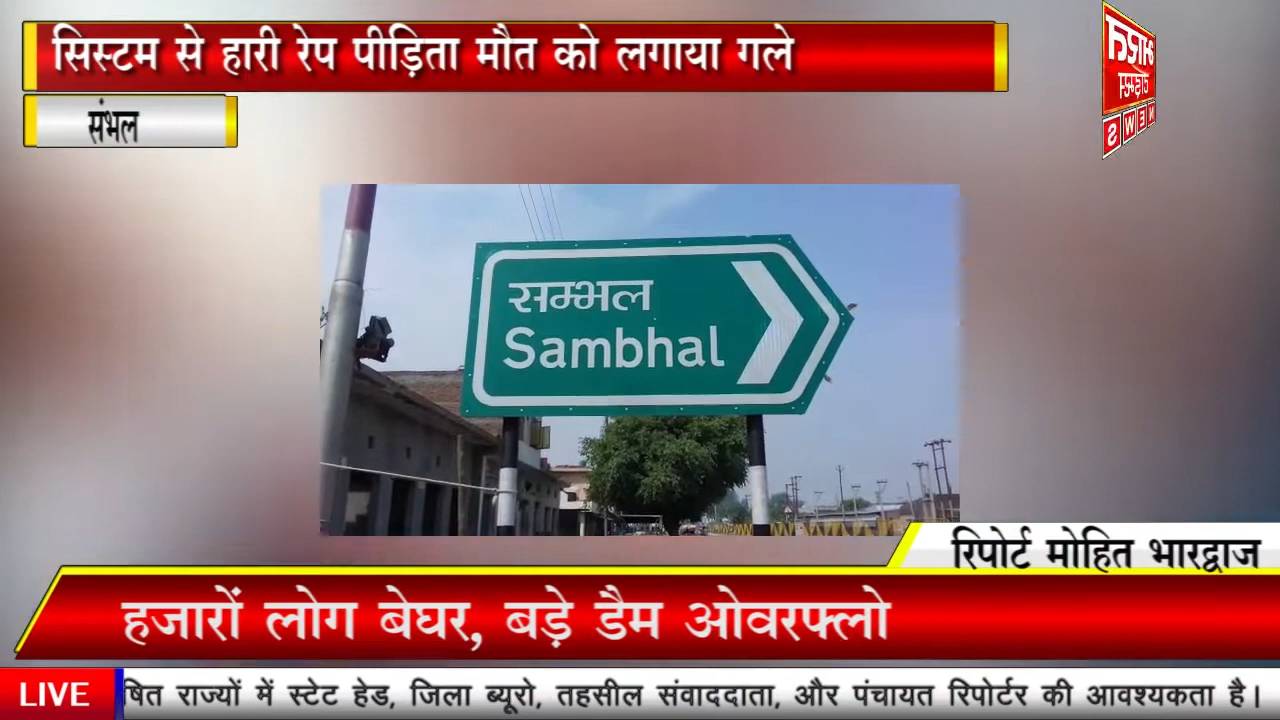 सिस्टम से हारी रेप पीड़िता मौत को लगाया गले
संभल
NEWS
सम्भल
Sambhal
रिपोर्ट मोहित भारद्वाज
हजारों लोग बेघर, बड़े डैम ओवरफ्लो
LIVE षित राज्यों में स्टेट हेड, जिला ब्यूरो, तहसील संवाददाता, और पंचायत रिपोर्टर की आवश्यकता है।